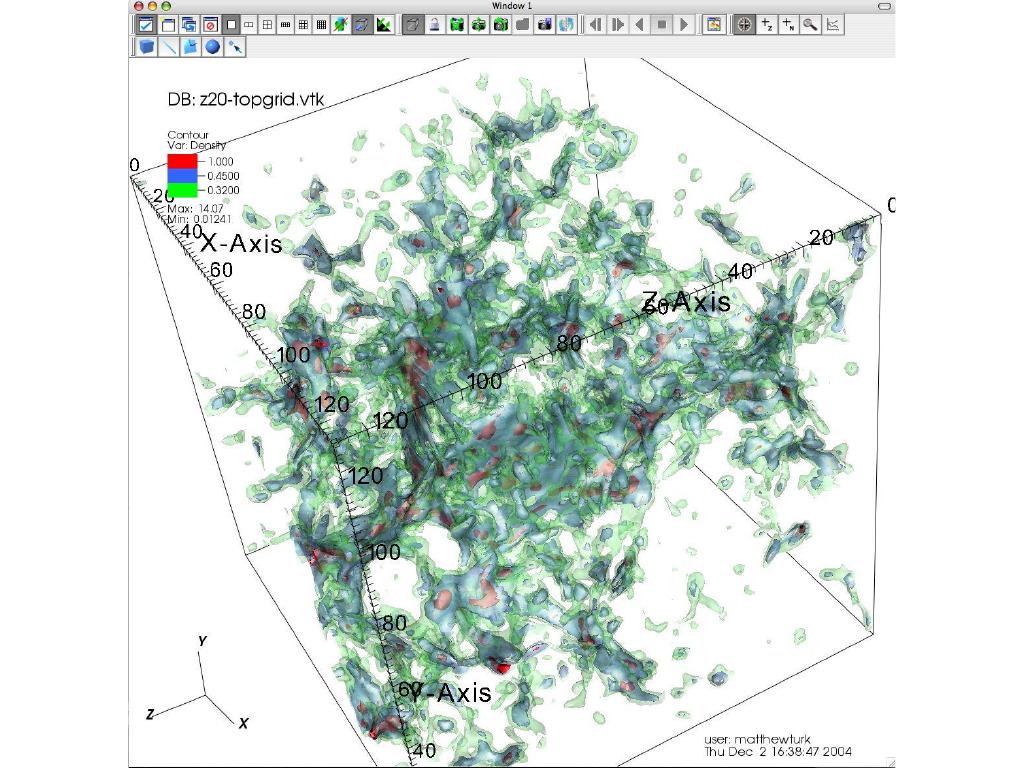 Window 1
DB: z20-topgrid.vtk
Contour
Var: Density
1.000
0.4500
0.3200
Max: 14.07
Min: 0.01241
0
20
40
X-Axis
60
80
100
120
0
20
40
Z-Axis
60
80
100
120
120
100
80
60
Y-Axis
40
Y
Z
X
user: matthewturk
Thu Dec 2 16:38:47 2004